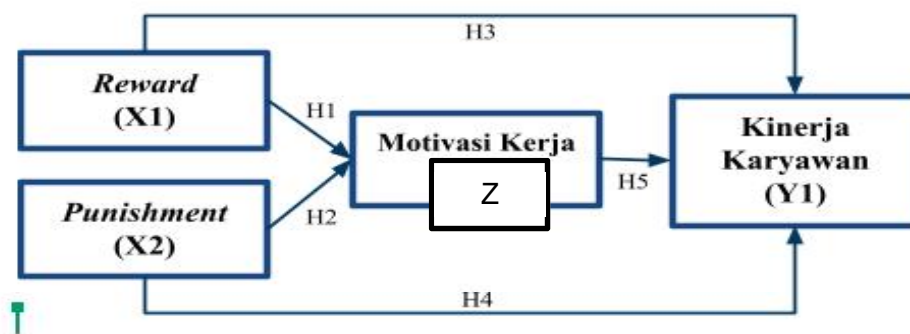 H3
Reward
(X1)
H1
Motivasi Kerja
Z
Kinerja
Karyawan
(Y1)
H5
Punishment
(X2)
H2
H4